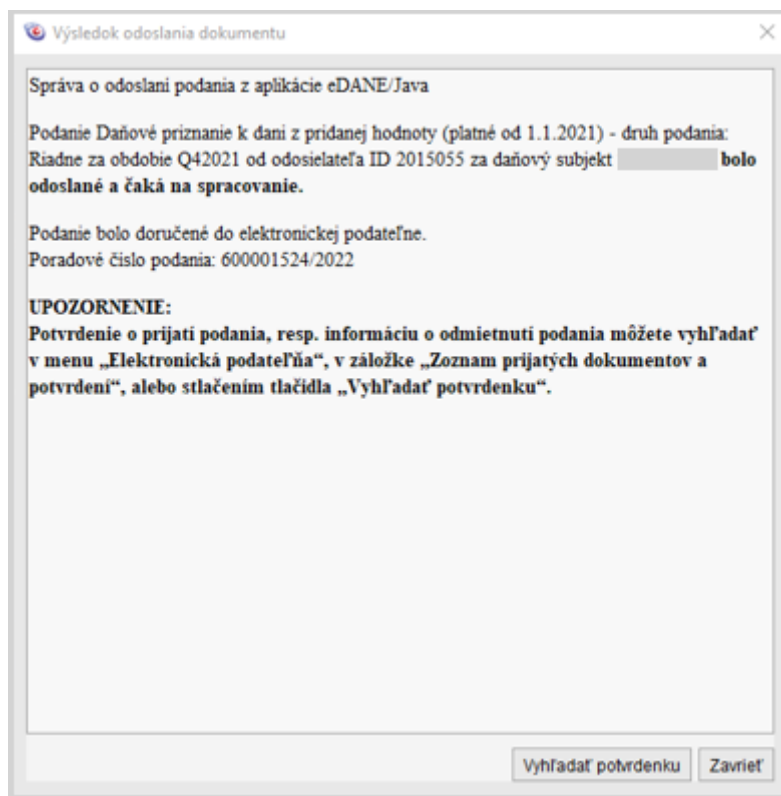 Výsledok odoslania dokumentu
Správa o odoslaní podania z aplikácie eDANE/Java
Podanie Daňové priznanie k dani z pridanej hodnoty (platné od 1.1.2021) - druh podania:
Riadne za obdobie Q42021 od odosielateľa ID 2015055 za daňový subjekt bolo
odoslané a čaká na spracovanie.
Podanie bolo doručené do elektronickej podateľne.
Poradové číslo podania: 600001524/2022
UPOZORNENIE:
Potvrdenie o prijatí podania, resp. informáciu o odmietnutí podania môžete vyhľadať
v menu „Elektronická podateľňa“, v záložke „Zoznam prijatých dokumentov a
potvrdení“, alebo stlačením tlačidla „Vyhľadať potvrdenku“.
Vyhľadať potvrdenku Zavrieť